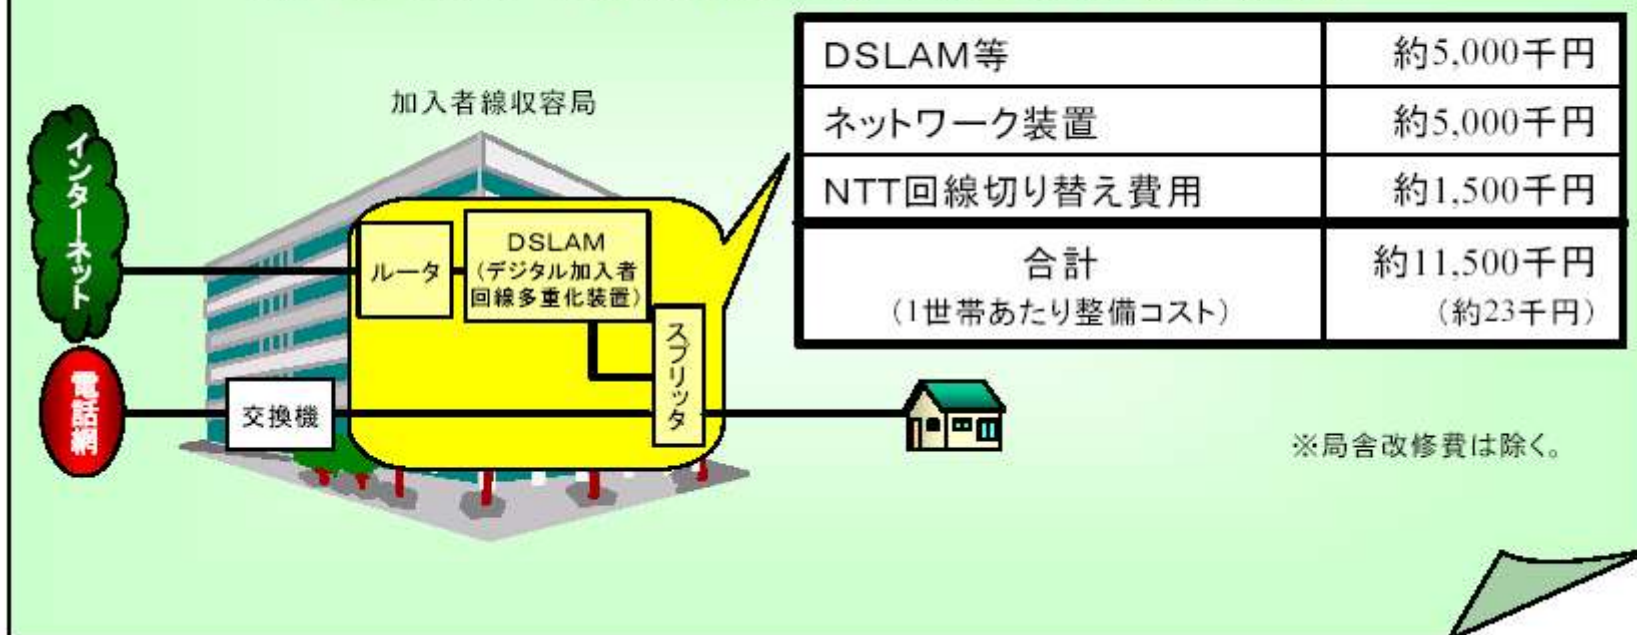 加入者線収容局
インターネット
ルータ
DSLAM
(デジタル加入者
回線多重化装置)
スプリッタ
電話網
交換機
DSLAM等 約5,000千円
ネットワーク装置 約5,000千円
NTT回線切り替え費用 約1,500千円
合計 約11,500千円
(1世帯あたり整備コスト) (約23千円)
※局舎改修費は除く。